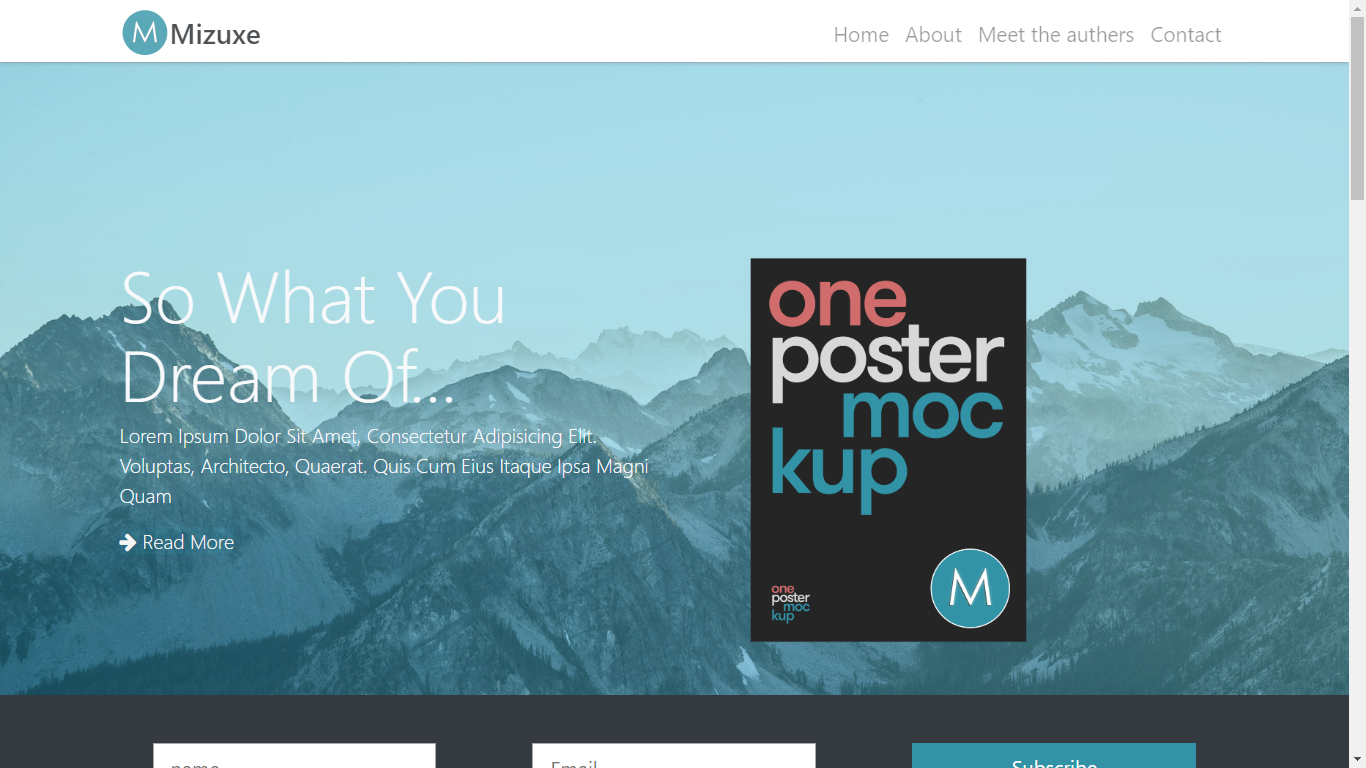 M Mizuxe
Home About Meet the authers Contact
So What You
Dream Of...
Lorem Ipsum Dolor Sit Amet, Consectetur Adipisicing Elit.
Voluptas, Architecto, Quaerat. Quis Cum Eius Itaque Ipsa Magni
Quam
Read More
one
poster
moc
kup
one
poster
moc
kup
M
name
Email
Subscribe